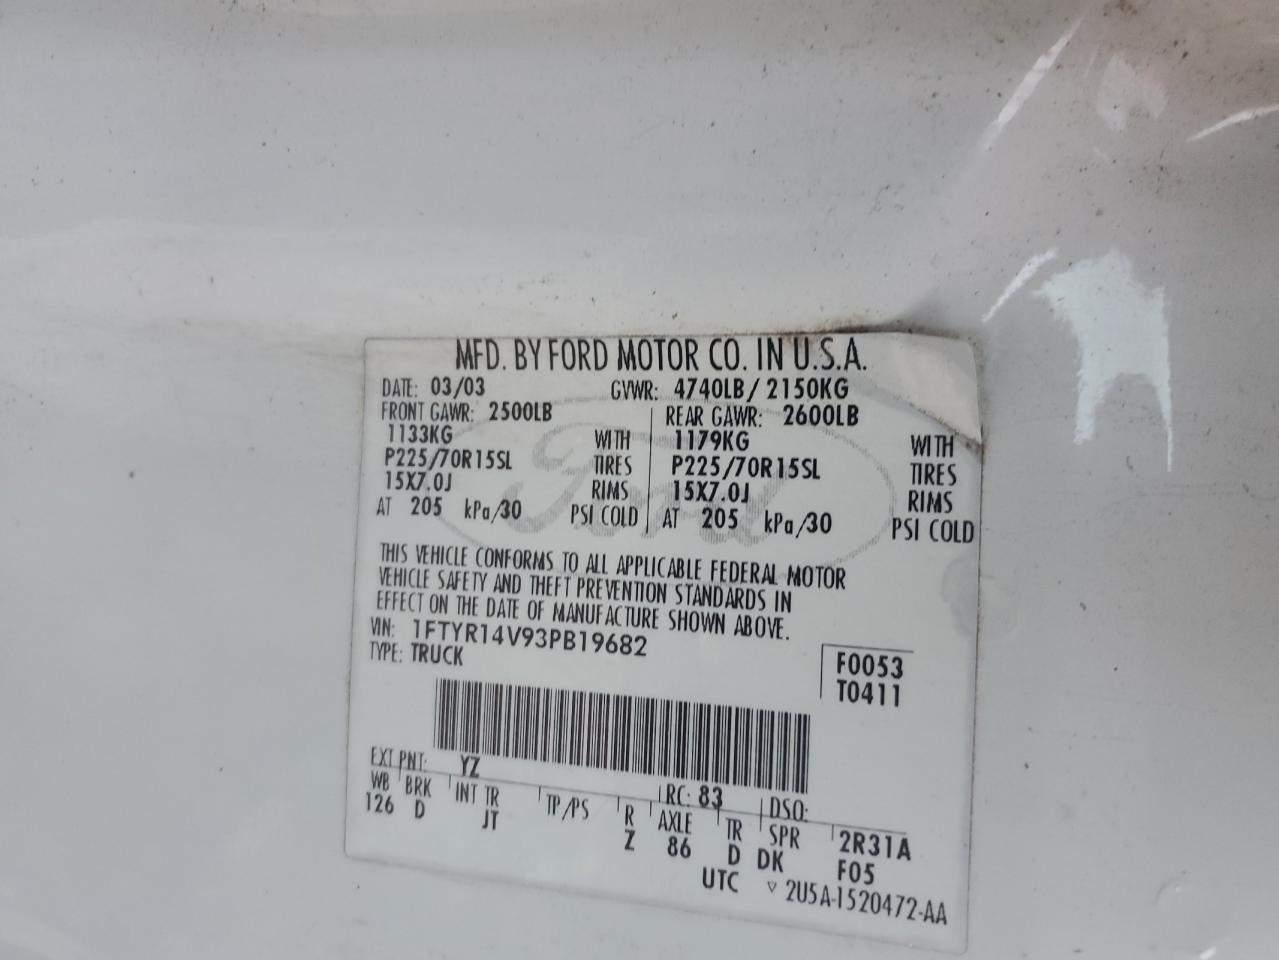 MFD. BY FORD MOTOR CO. IN U.S.A.
DATE: 03/03 GVWR: 4740LB/ 2150KG
FRONT GAWR: 2500LB REAR GAWR: 2600LB
1133KG WITH 1179KG WITH
P225/70R15SL TIRES P225/70R15SL TIRES
15X7.0J RIMS 15X7.0J RIMS
AT 205 kPa/30 PSI COLD AT 205 kPa/30 PSI COLD
Ford
THIS VEHICLE CONFORMS TO ALL APPLICABLE FEDERAL MOTOR
VEHICLE SAFETY AND THEFT PREVENTION STANDARDS IN
EFFECT ON THE DATE OF MANUFACTURE SHOWN ABOVE.
VIN: 1FTYR14V93PB19682
TYPE: TRUCK
F0053
T0411
EXT PNT: YZ RC: 83 DSO:
WB BRK INT TR TP/PS R AXLE TR SPR 2R31A
126 D JT Z 86 D DK F05
UTC ▽ 2U5A-1520472-AA